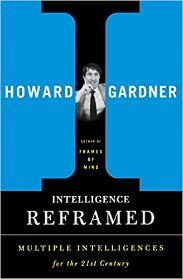 HOWARD GARDNER
AUTHOR OF
FRAMES OF
MIND
INTELLIGENCE
REFRAMED
MULTIPLE INTELLIGENCES
for the 21st Century